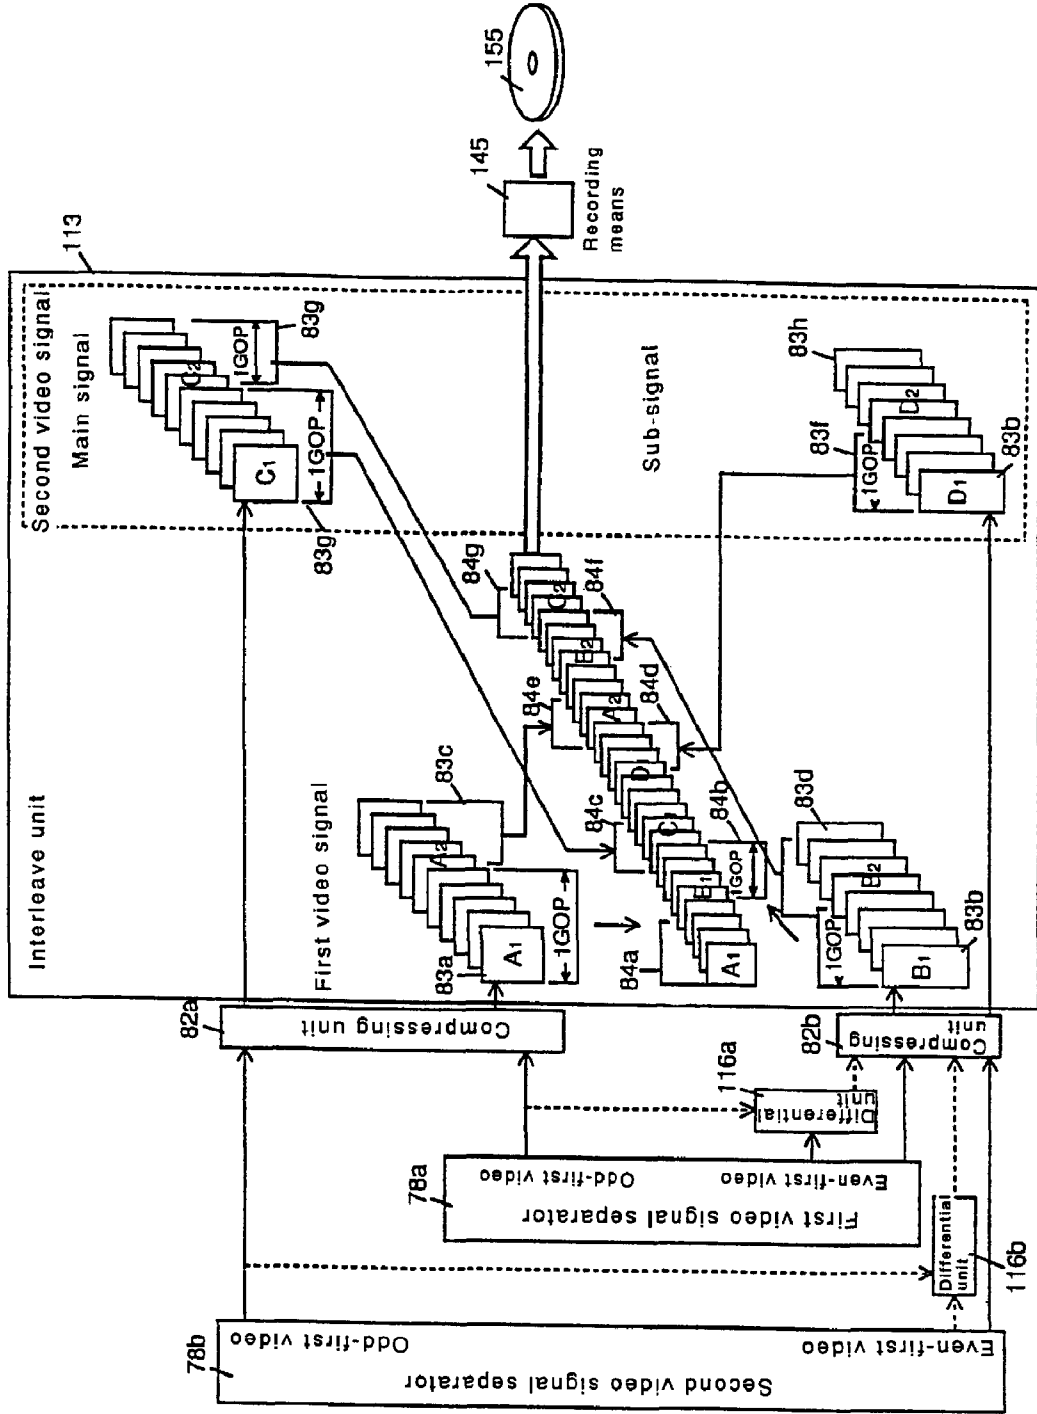 Interleave unit
113
Second video signal
Main signal
C1
C2
1GOP
1GOP
83g
83g
First video signal
A1
A2
1GOP
83a
83c
84a
84b
84c
84d
84e
84f
84g
A1
B1
1GOP
C1
D1
A2
B2
C2
Sub-signal
D1
D2
1GOP
83f
83h
83b
B1
B2
1GOP
83b
83d
145
Recording
means
155
82a
Compressing unit
82b
Compressing
unit
116a
Differential
unit
116b
Differential
unit
78a
First video signal separator
Odd-first video
Even-first video
78b
Second video signal separator
Odd-first video
Even-first video